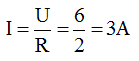 I = U/R = 6/2 = 3A